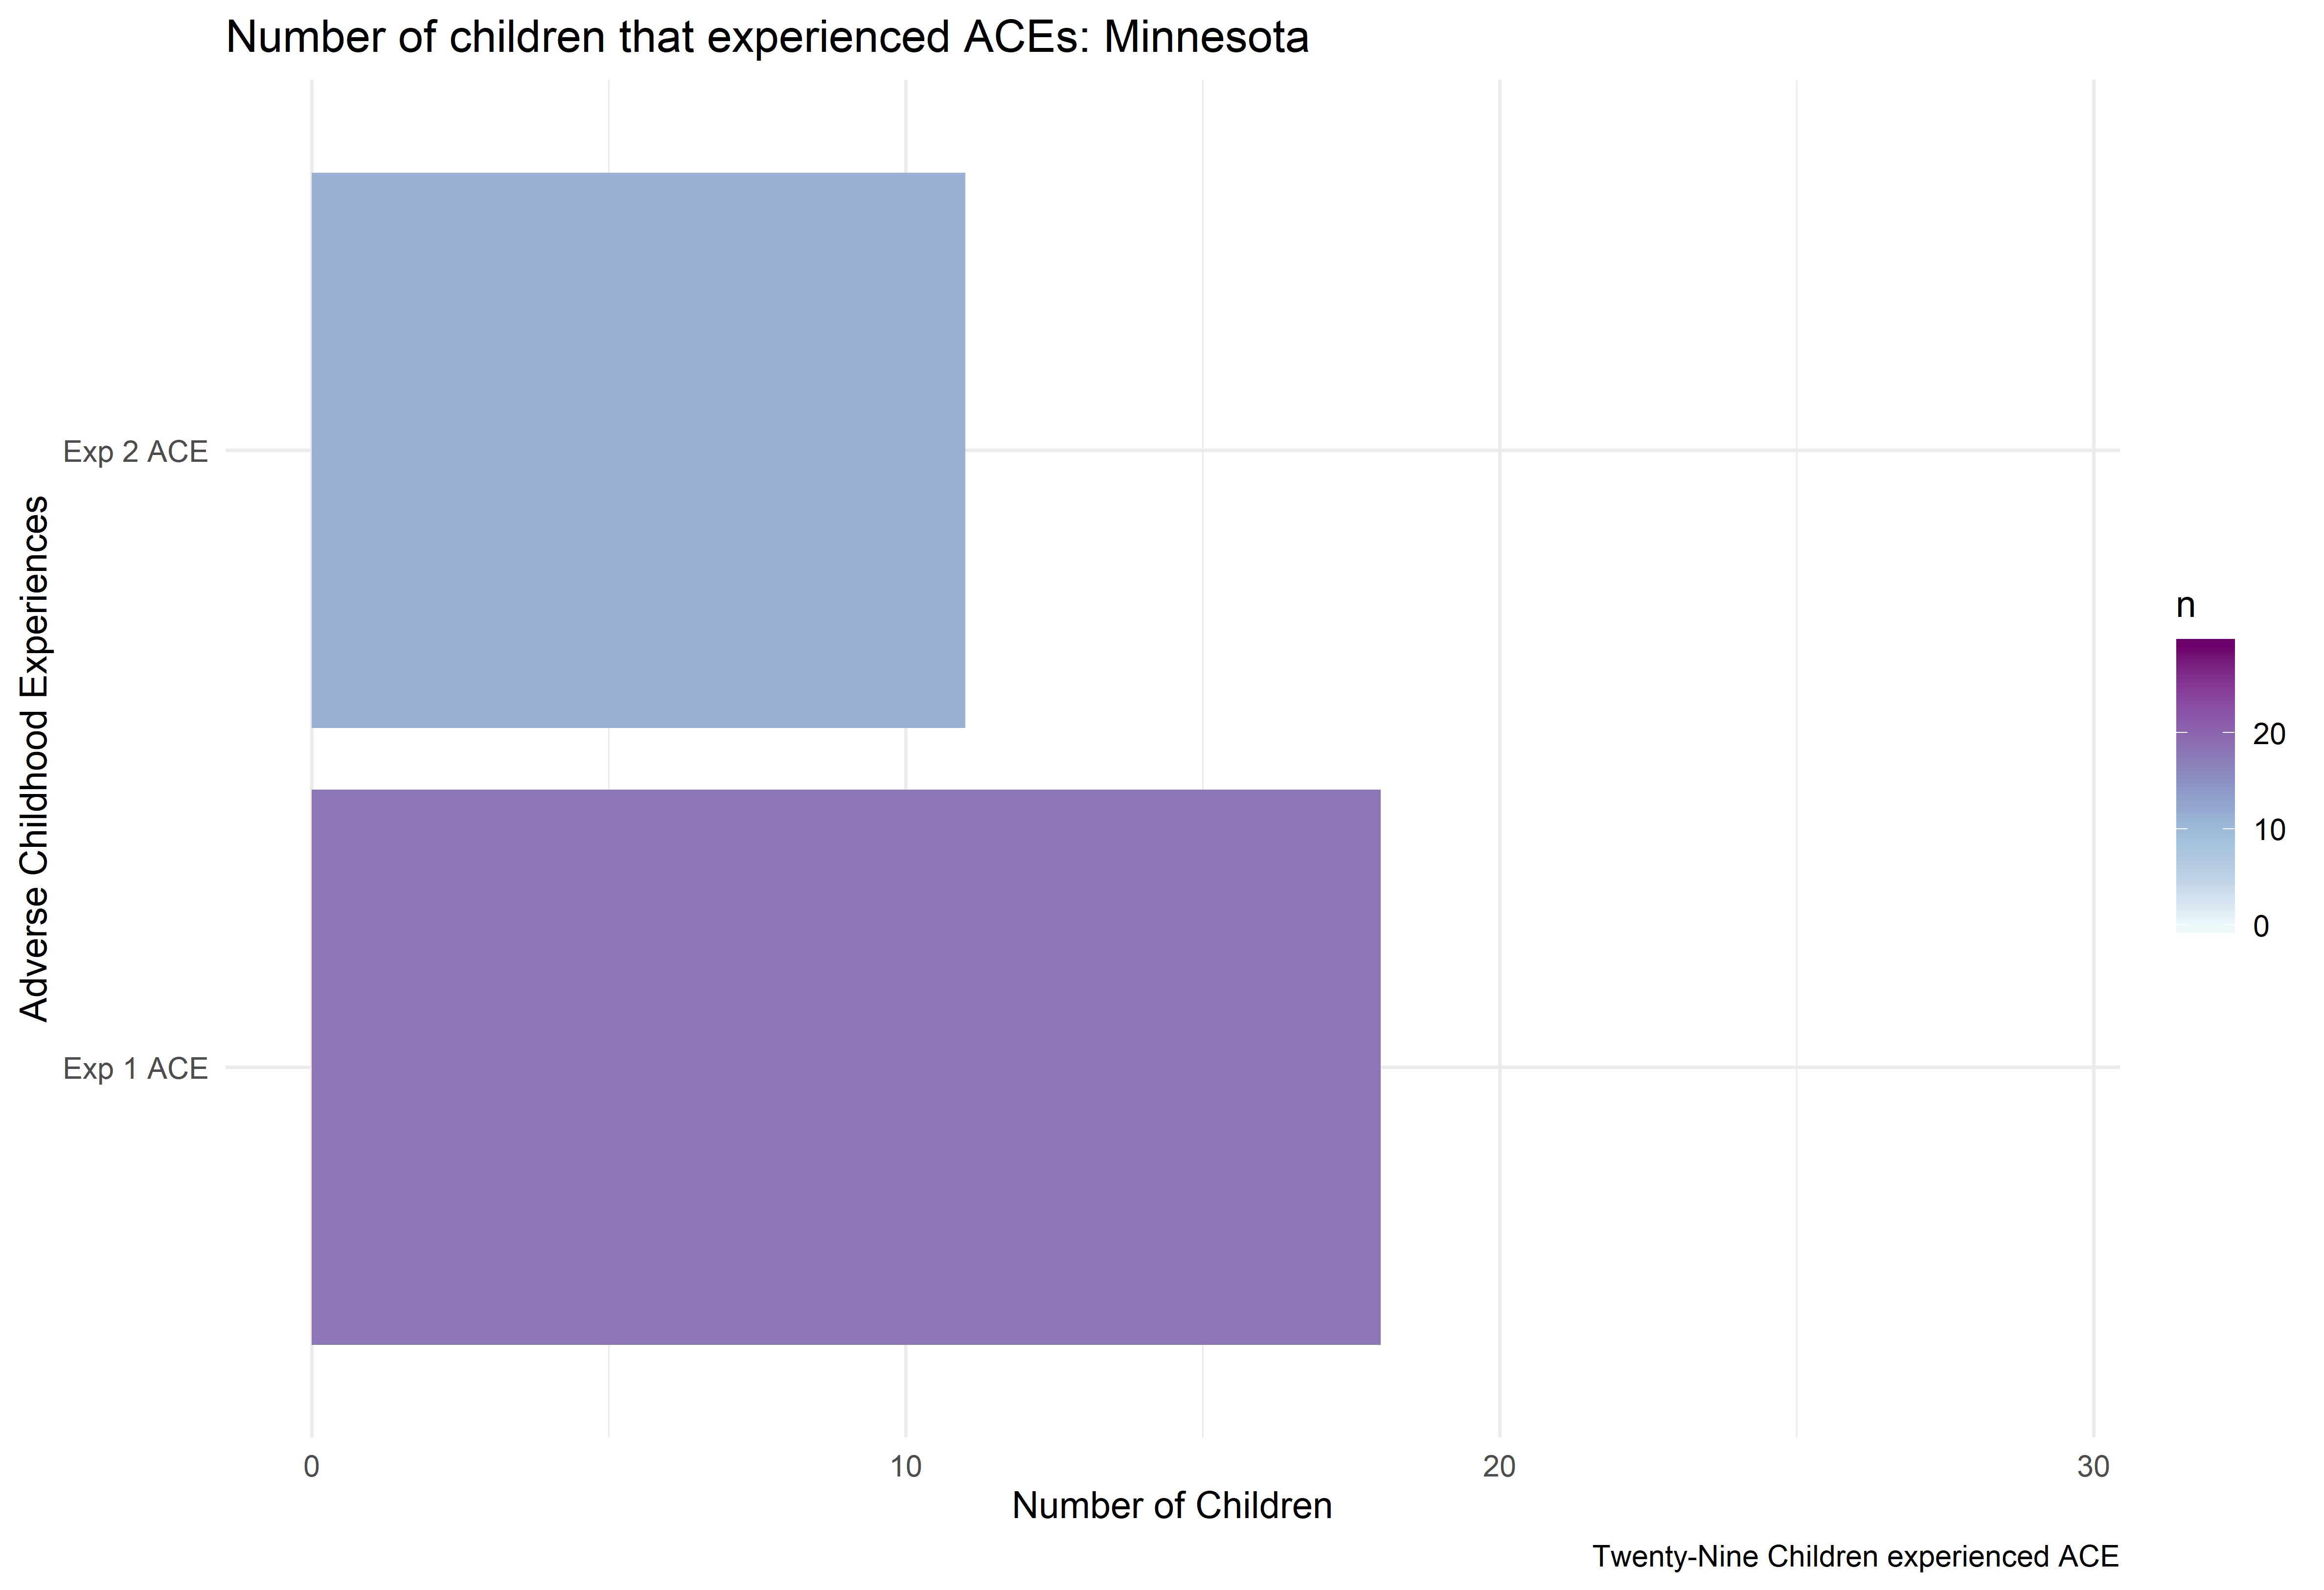 Number of children that experienced ACEs: Minnesota
Adverse Childhood Experiences
Exp 2 ACE
Exp 1 ACE
0
10
20
30
Number of Children
n
20
10
0
Twenty-Nine Children experienced ACE